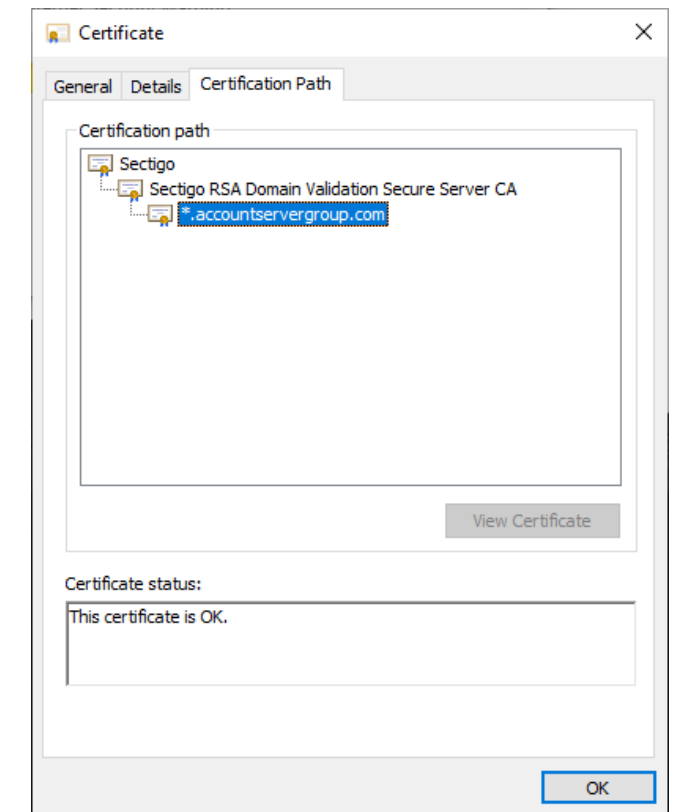 Certificate
General Details Certification Path
Certification path
Sectigo
Sectigo RSA Domain Validation Secure Server CA
*.accountservergroup.com
View Certificate
Certificate status:
This certificate is OK.
OK